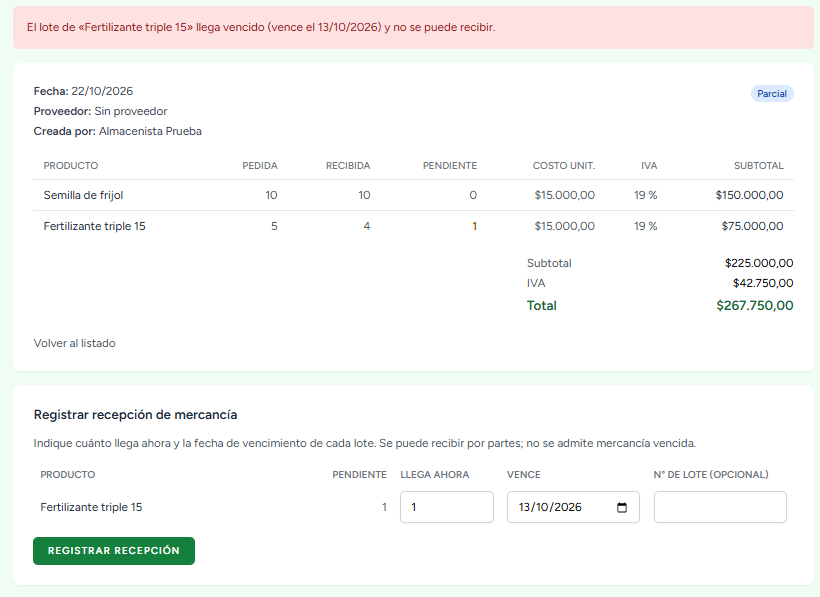 El lote de «Fertilizante triple 15» llega vencido (vence el 13/10/2026) y no se puede recibir.
Fecha: 22/10/2026
Parcial
Proveedor: Sin proveedor
Creada por: Almacenista Prueba
PRODUCTO PEDIDA RECIBIDA PENDIENTE COSTO UNIT. IVA SUBTOTAL
Semilla de frijol 10 10 0 $15.000,00 19 % $150.000,00
Fertilizante triple 15 5 4 1 $15.000,00 19 % $75.000,00
Subtotal $225.000,00
IVA $42.750,00
Total $267.750,00
Volver al listado
Registrar recepción de mercancía
Indique cuánto llega ahora y la fecha de vencimiento de cada lote. Se puede recibir por partes; no se admite mercancía vencida.
PRODUCTO PENDIENTE LLEGA AHORA VENCE N° DE LOTE (OPCIONAL)
Fertilizante triple 15 1 1 13/10/2026
REGISTRAR RECEPCIÓN